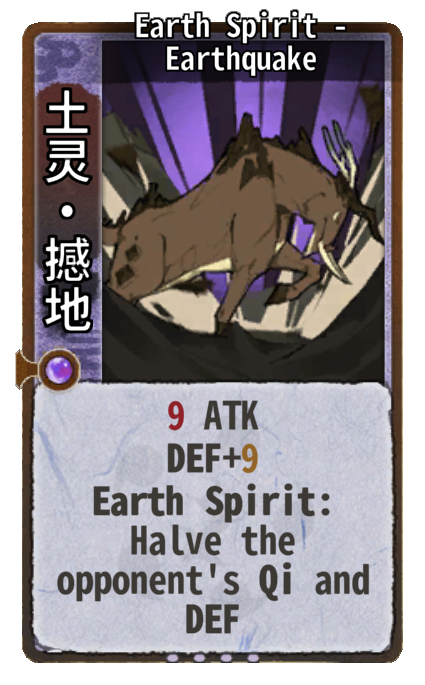 Earth Spirit -
Earthquake
土灵·撼地
9 ATK
DEF+9
Earth Spirit:
Halve the
opponent's Qi and
DEF